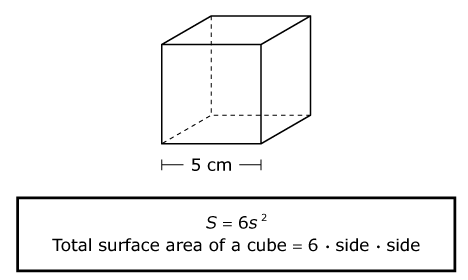 5 cm
S = 6s²
Total surface area of a cube = 6 · side · side